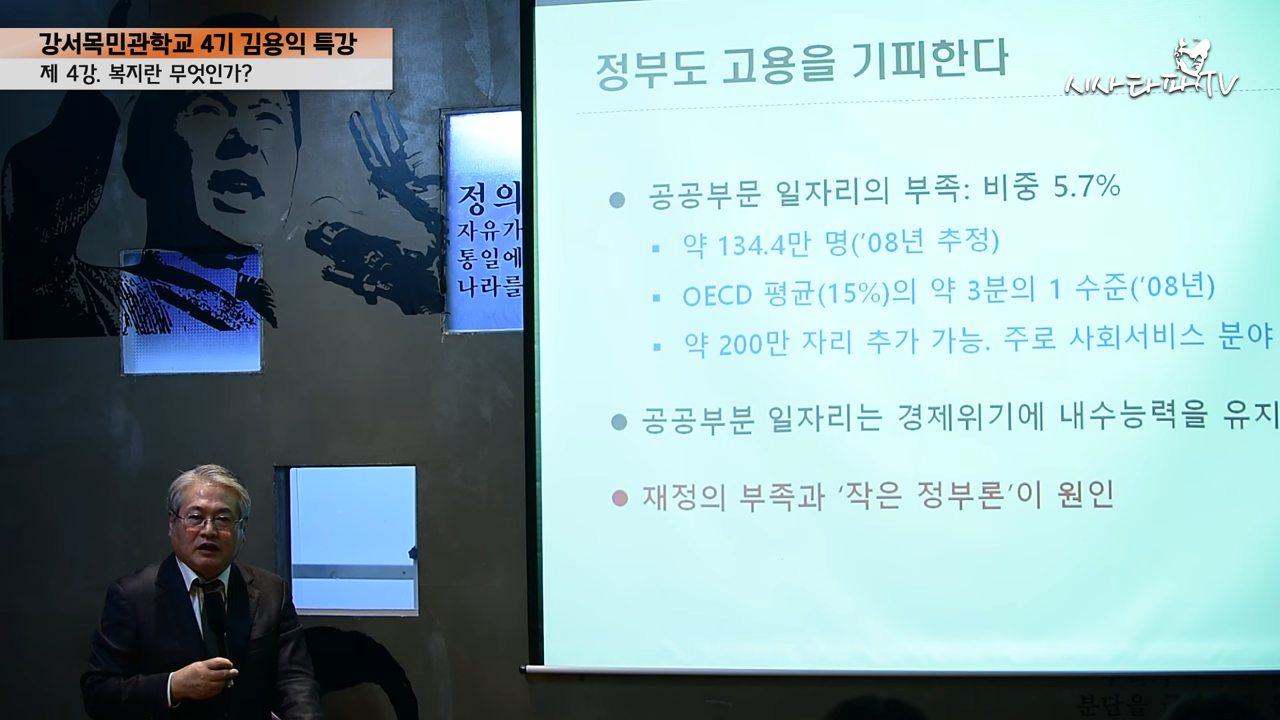 강서목민관학교 4기 김용익 특강
제 4강. 복지란 무엇인가?
시사타파TV
정의
자유가
통일에
나라를
정부도 고용을 기피한다
공공부문 일자리의 부족: 비중 5.7%
약 134.4만 명('08년 추정)
OECD 평균(15%)의 약 3분의 1 수준('08년)
약 200만 자리 추가 가능. 주로 사회서비스 분야
공공부분 일자리는 경제위기에 내수능력을 유지
재정의 부족과 '작은 정부론'이 원인
분단을